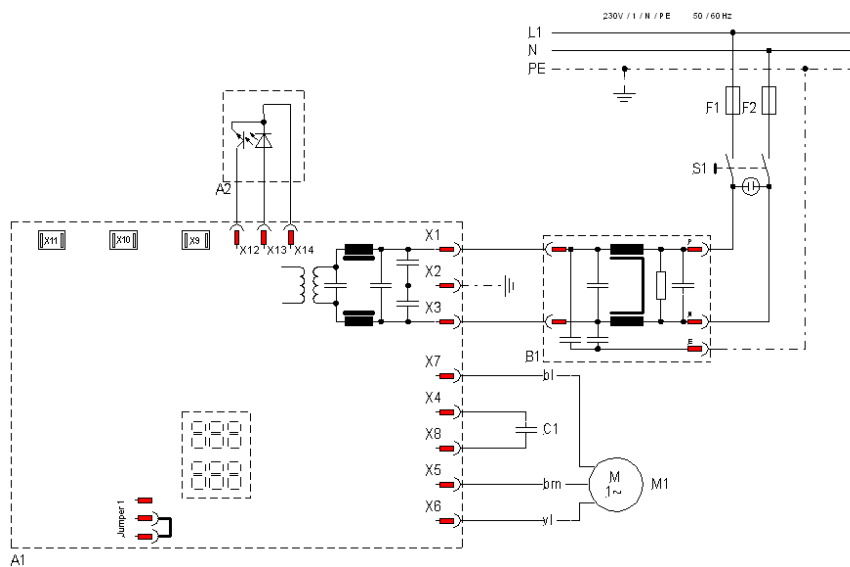 230V / 1 / N / PE 50 / 60 Hz
L1
N
PE
F1 F2
S1
A2
X11 X10 X9 X12 X13 X14
X1
X2
X3
P
N
E
B1
X7 bl
X4
C1
X8
X5 brn
M
1~
M1
X6 vl
Jumper 1
A1